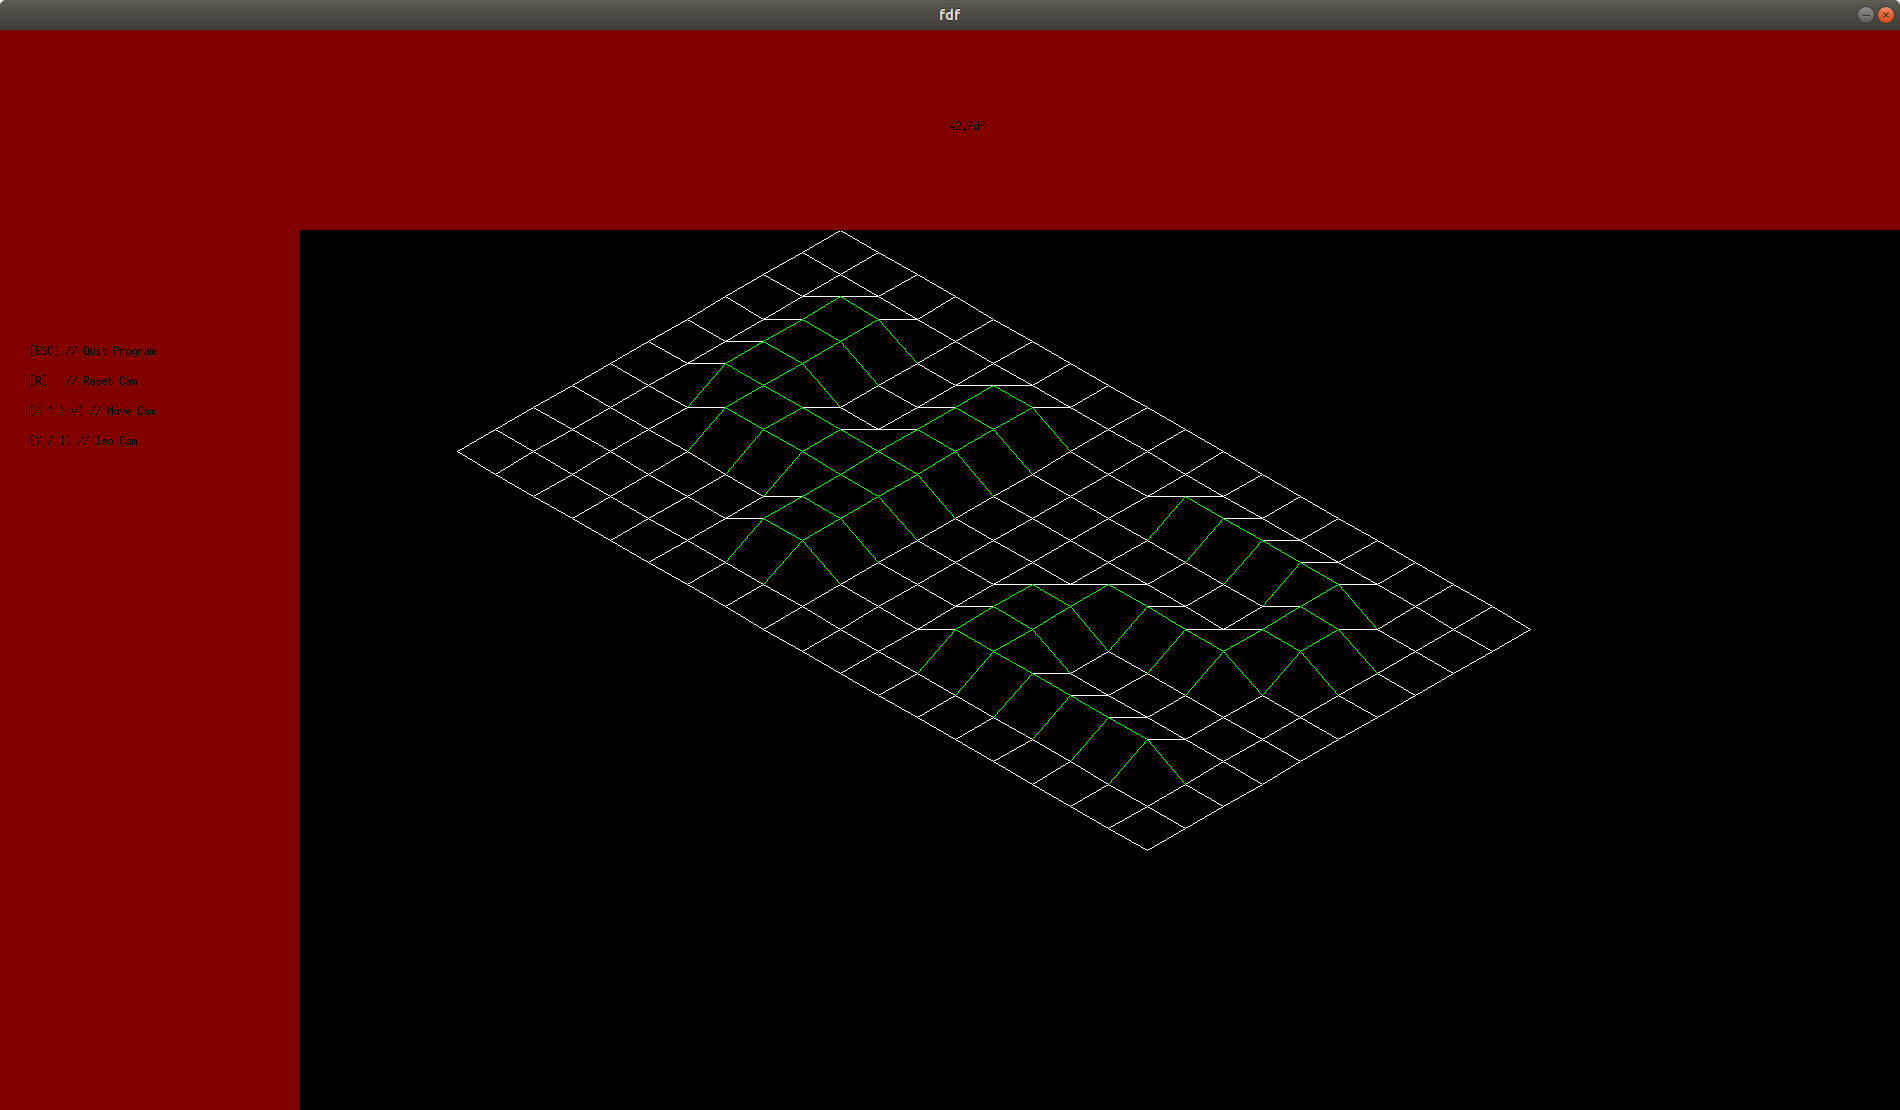 fdf
42.fdf
[ESC] // Quit Program
[R] // Reset Cam
[< ^ > v] // Move Cam
[Y / I] // Iso Cam